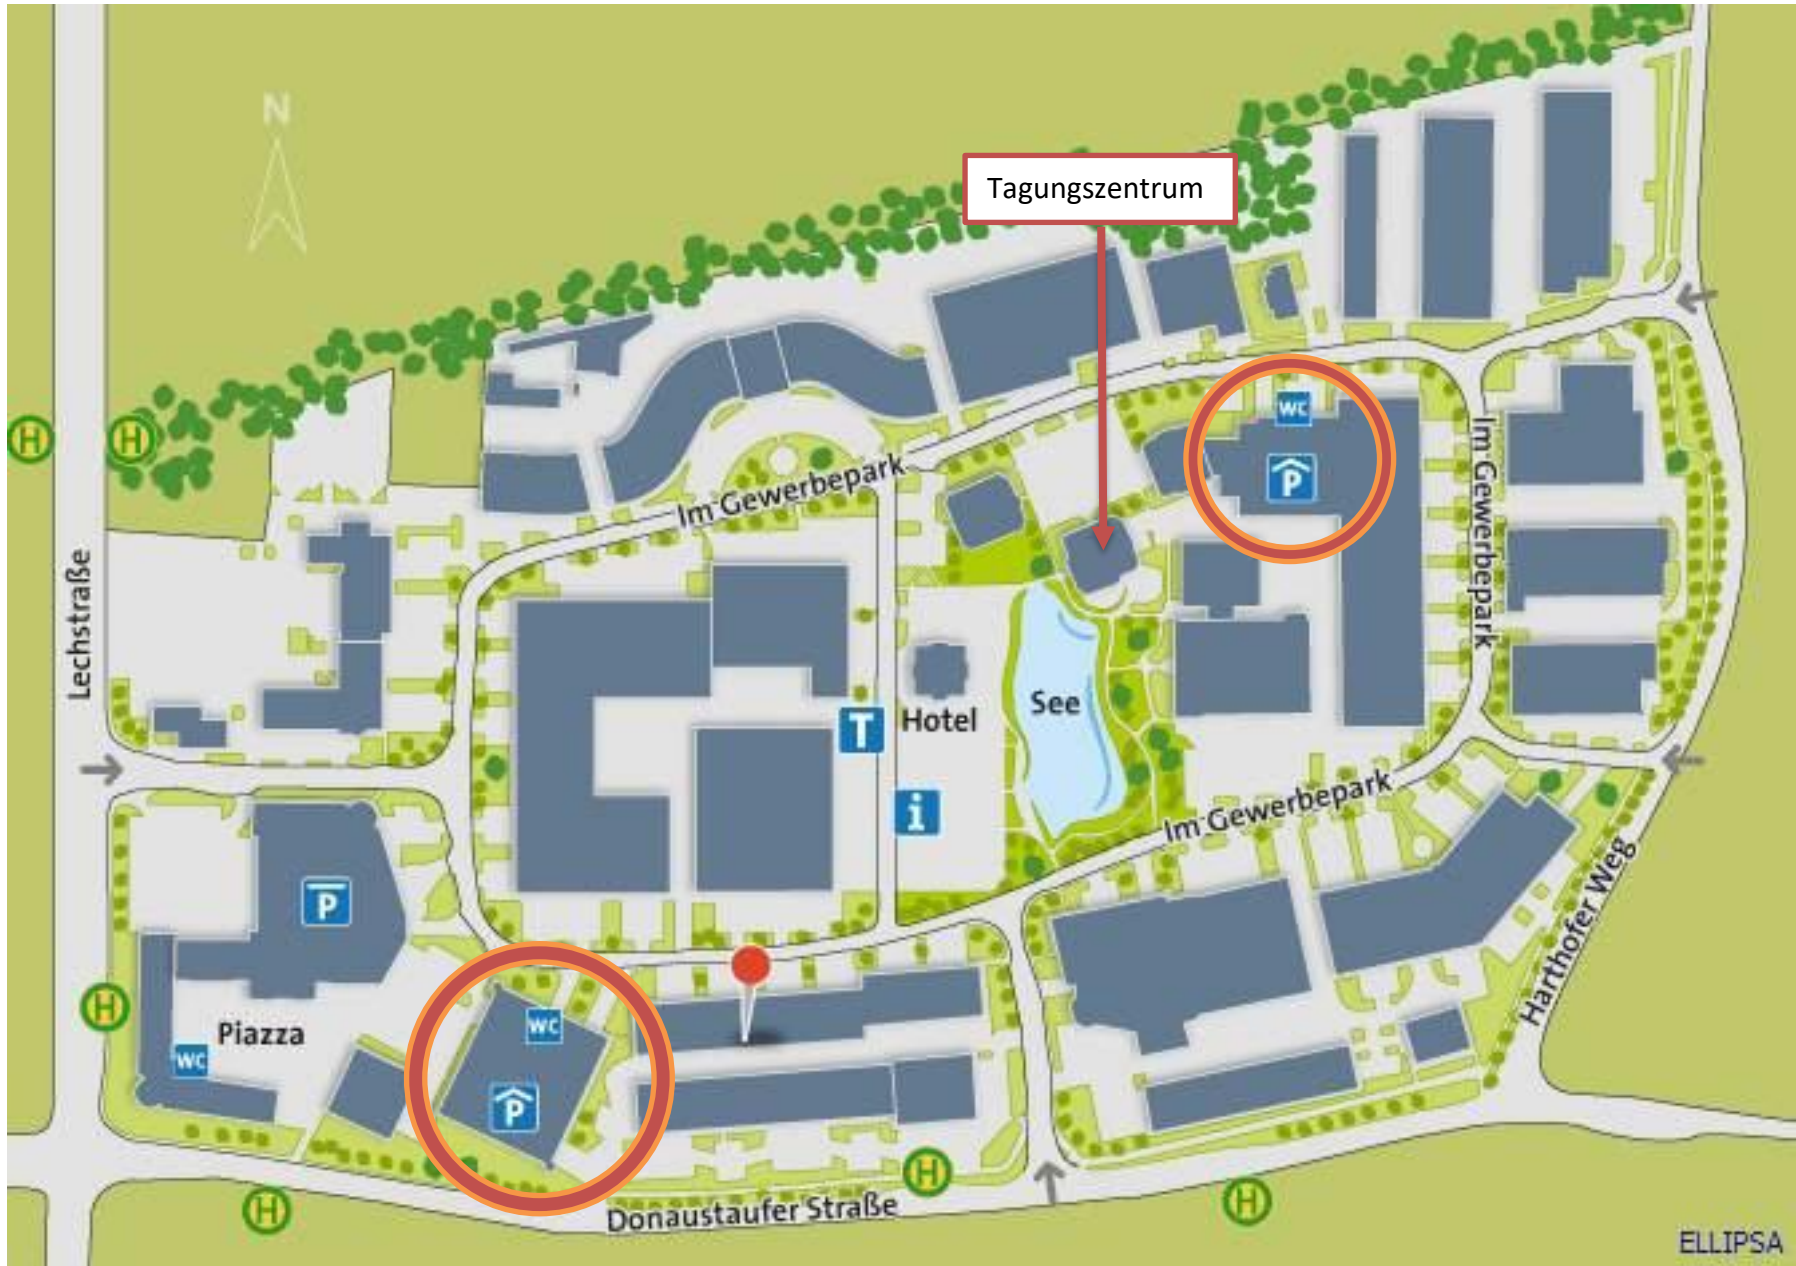 N
Tagungszentrum
H
H
WC
P
Im Gewerbepark
Im Gewerbepark
Lechstraße
See
T
Hotel
i
Im Gewerbepark
P
Harthofer Weg
H
Piazza
WC
WC
P
H
H
H
Donaustaufer Straße
ELLIPSA